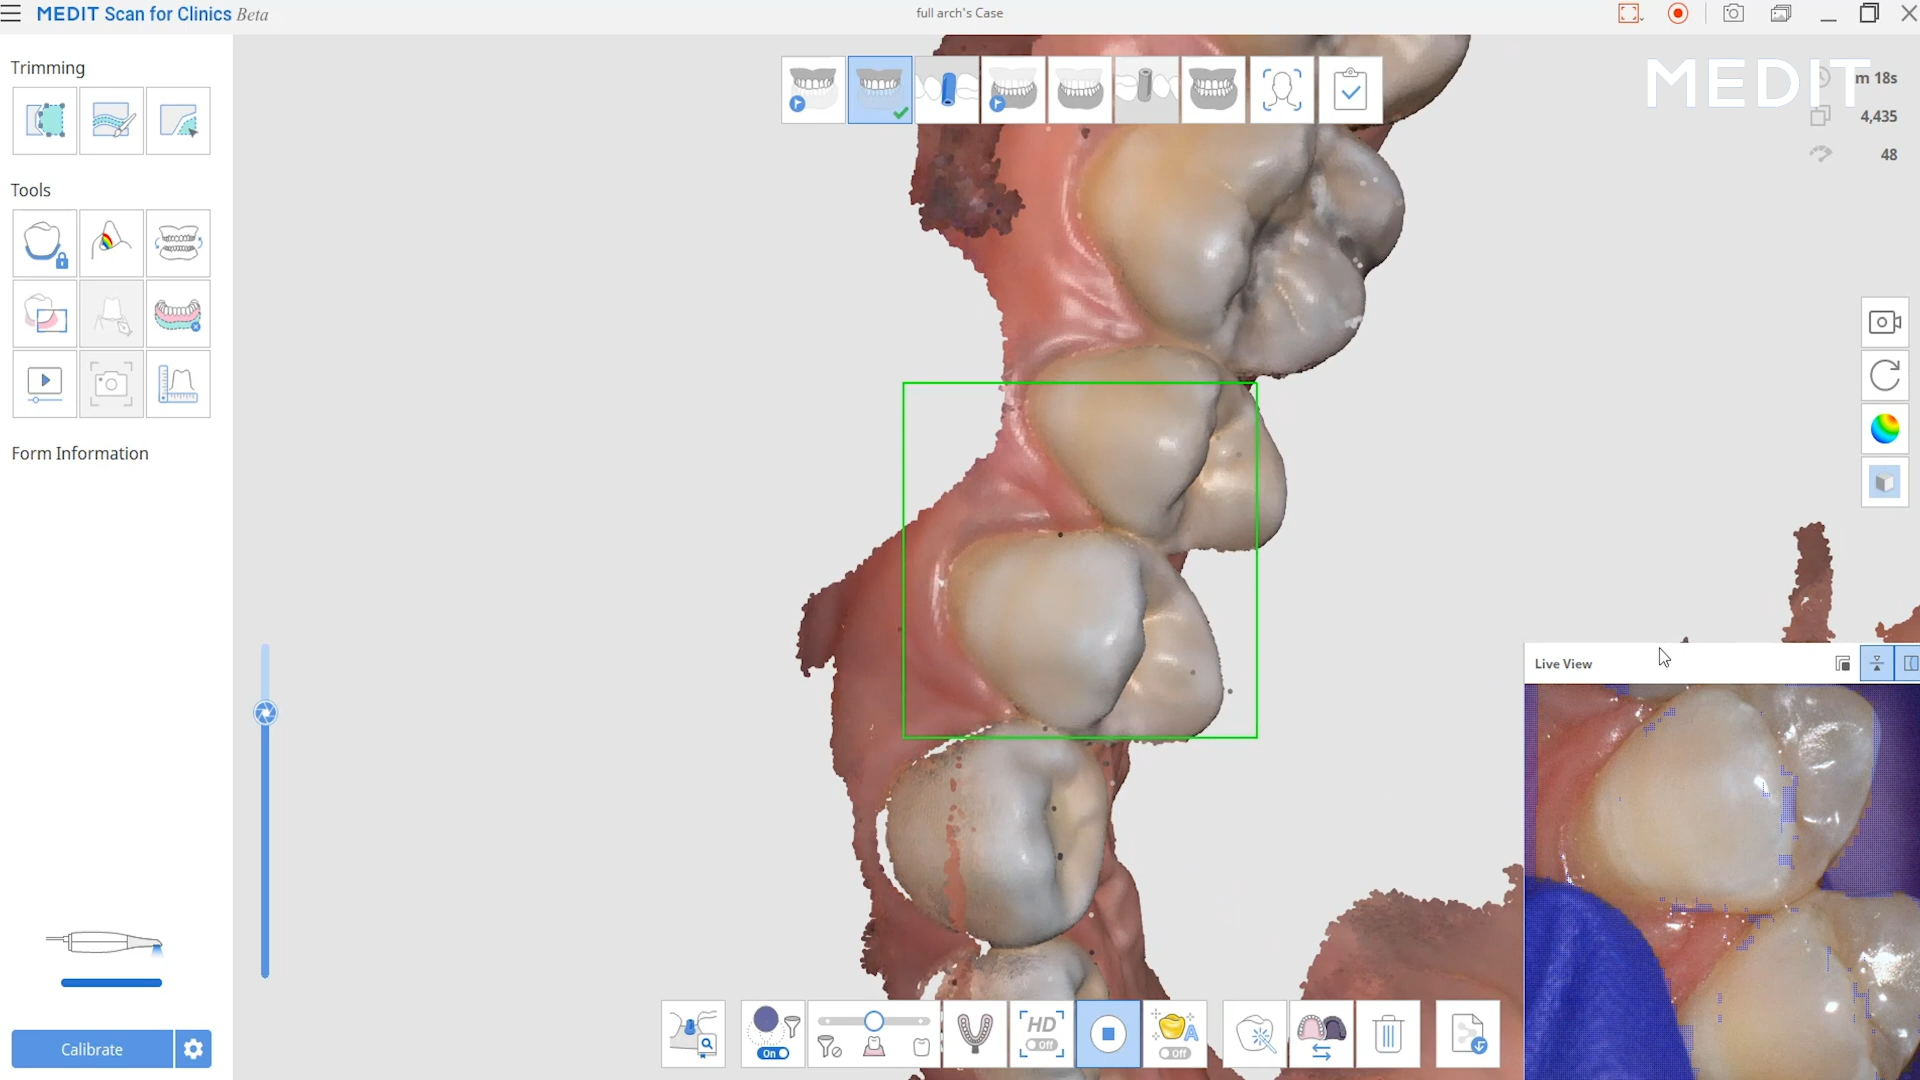 MEDIT Scan for Clinics Beta
full arch's Case
Trimming
MEDIT
m 18s
4,435
48
Tools
Form Information
Live View
HD
Off
On
A
Off
Calibrate